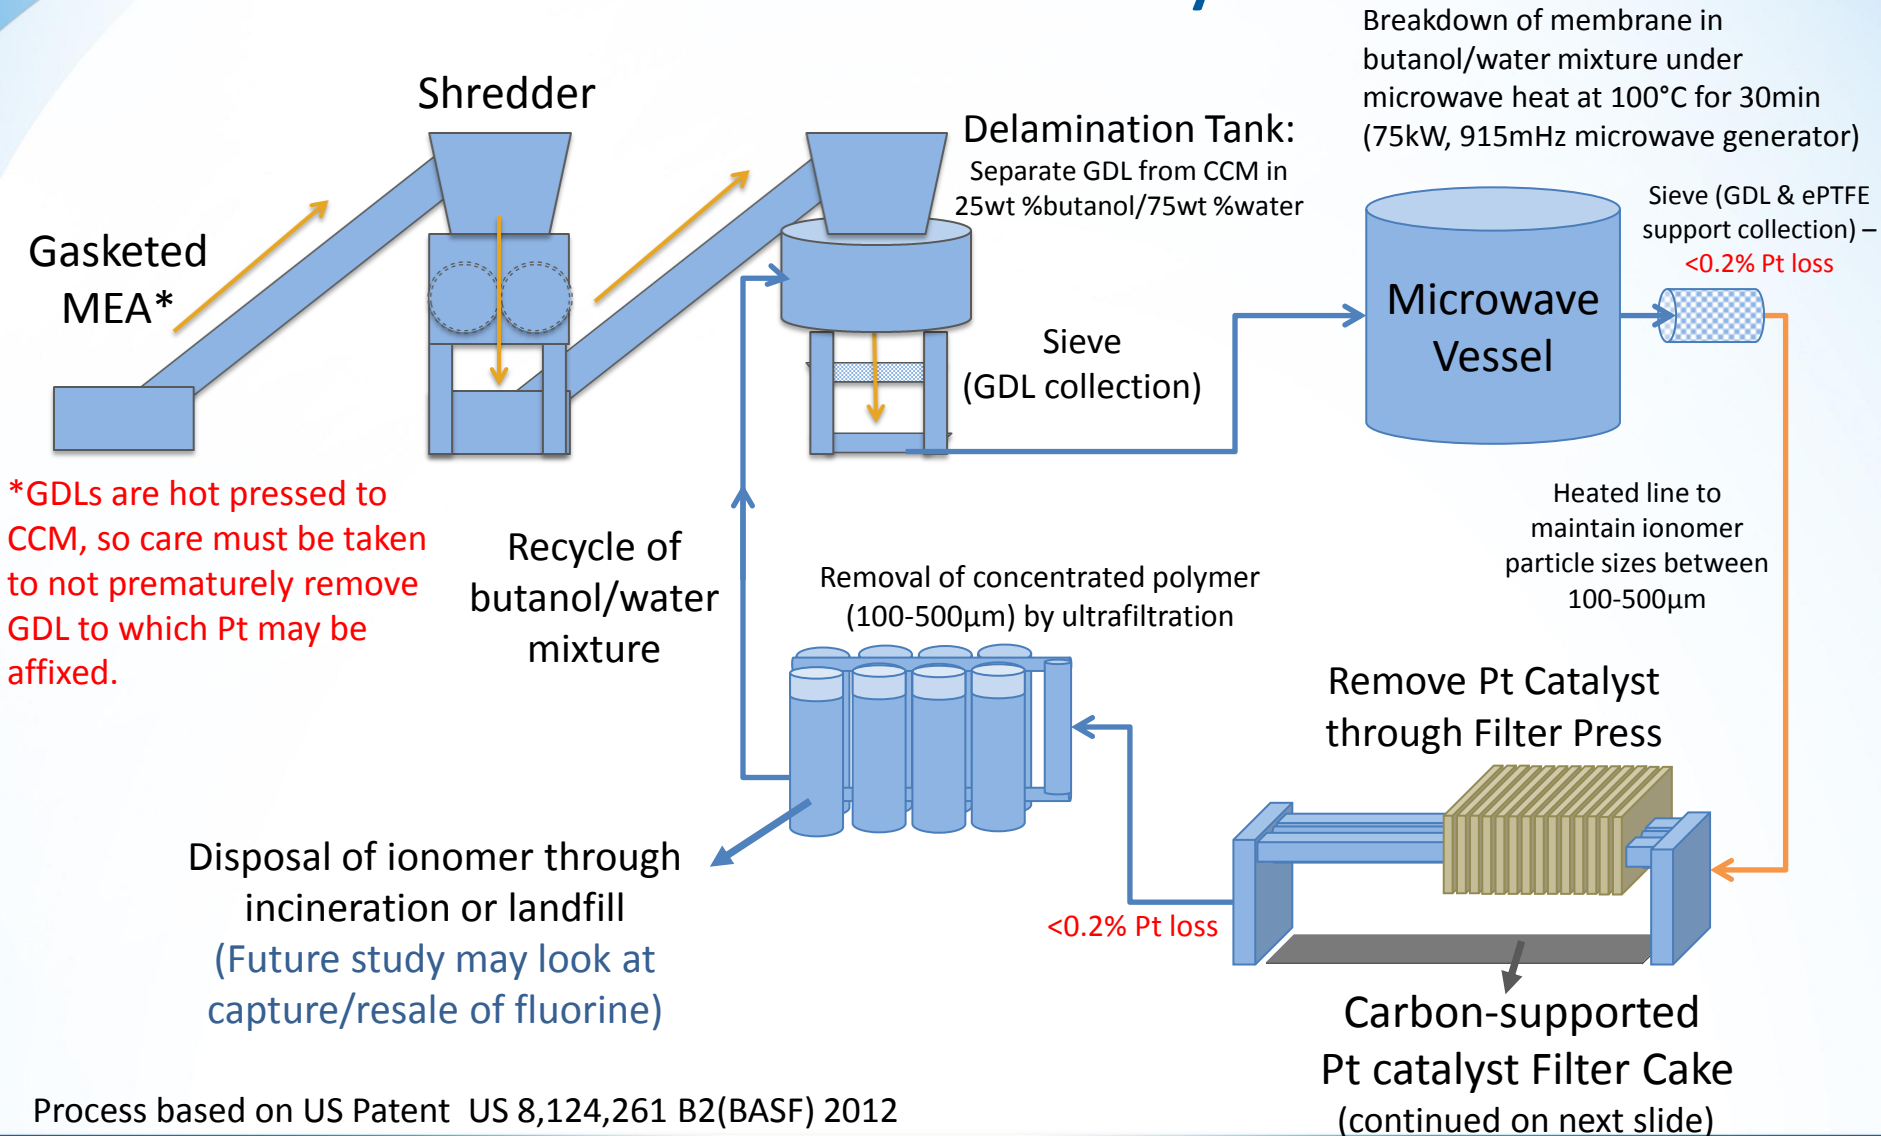 Shredder
Gasketed
MEA*
Delamination Tank:
Separate GDL from CCM in
25wt %butanol/75wt %water
Breakdown of membrane in
butanol/water mixture under
microwave heat at 100°C for 30min
(75kW, 915mHz microwave generator)
Sieve (GDL & ePTFE
support collection) –
<0.2% Pt loss
Microwave
Vessel
Sieve
(GDL collection)
*GDLs are hot pressed to
CCM, so care must be taken
to not prematurely remove
GDL to which Pt may be
affixed.
Recycle of
butanol/water
mixture
Removal of concentrated polymer
(100-500µm) by ultrafiltration
Heated line to
maintain ionomer
particle sizes between
100-500µm
Remove Pt Catalyst
through Filter Press
Disposal of ionomer through
incineration or landfill
(Future study may look at
capture/resale of fluorine)
<0.2% Pt loss
Carbon-supported
Pt catalyst Filter Cake
(continued on next slide)
Process based on US Patent  US 8,124,261 B2(BASF) 2012